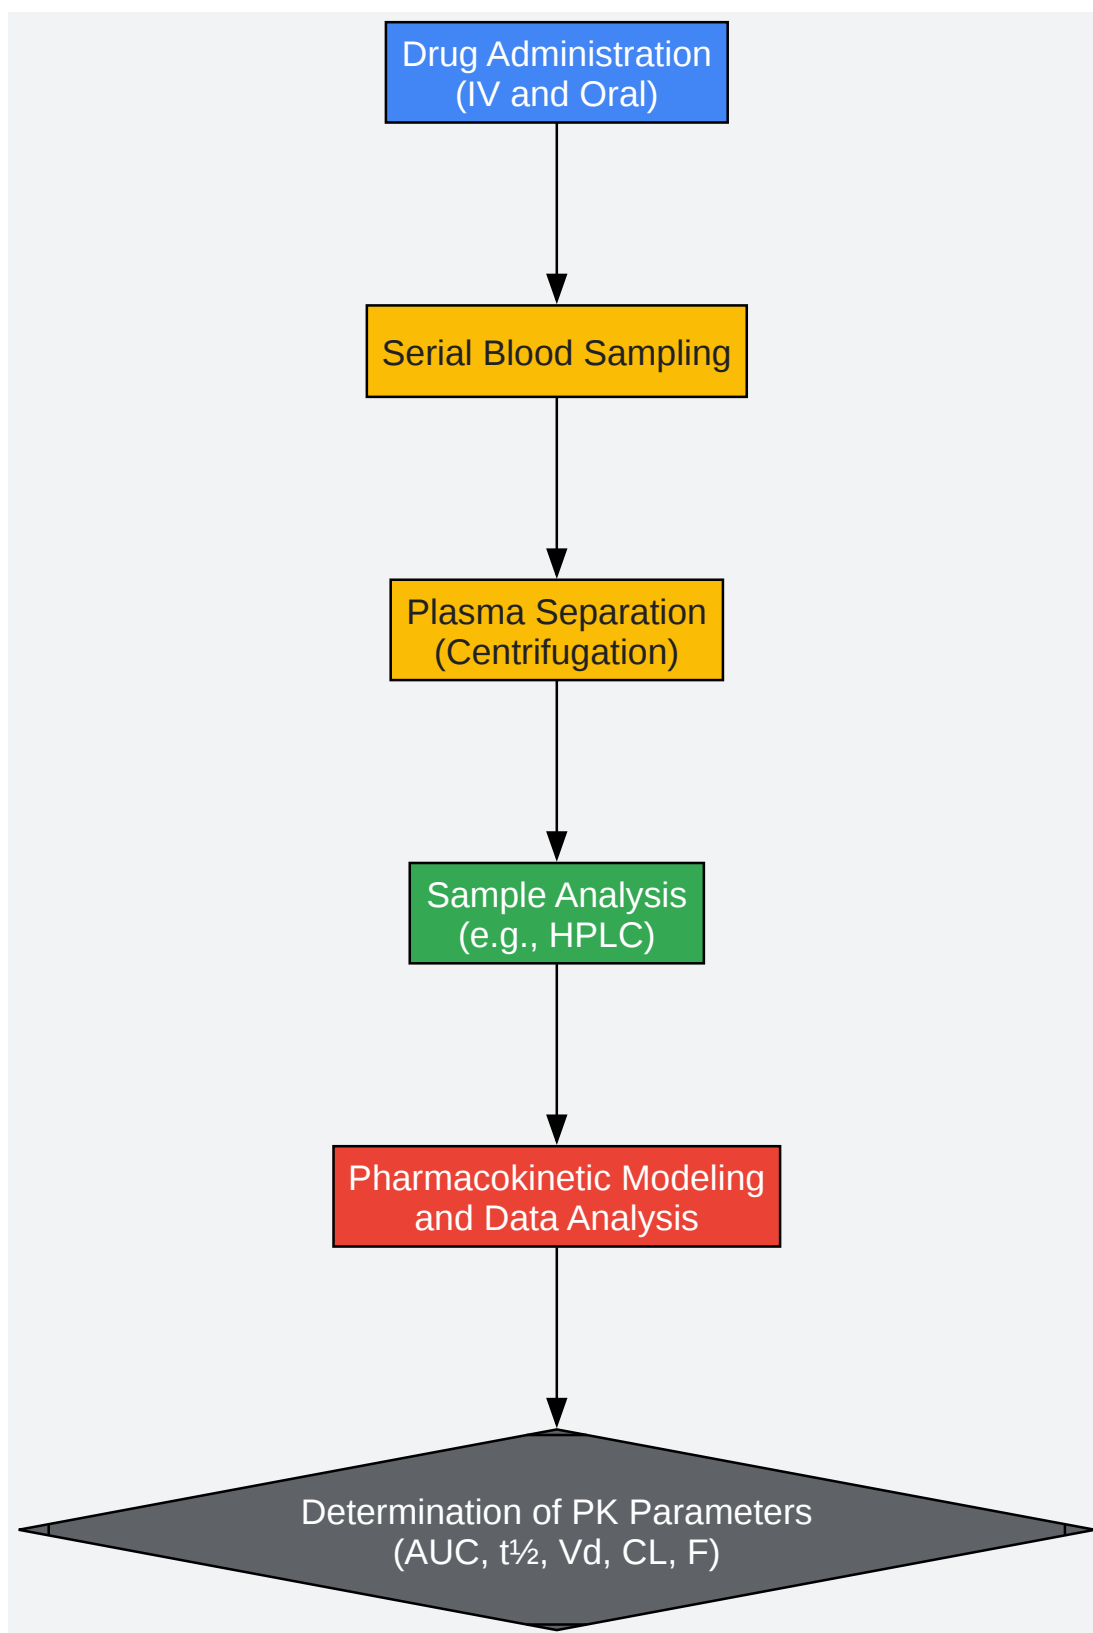 Drug Administration
(IV and Oral)
Serial Blood Sampling
Plasma Separation
(Centrifugation)
Sample Analysis
(e.g., HPLC)
Pharmacokinetic Modeling
and Data Analysis
Determination of PK Parameters
(AUC, t½, Vd, CL, F)